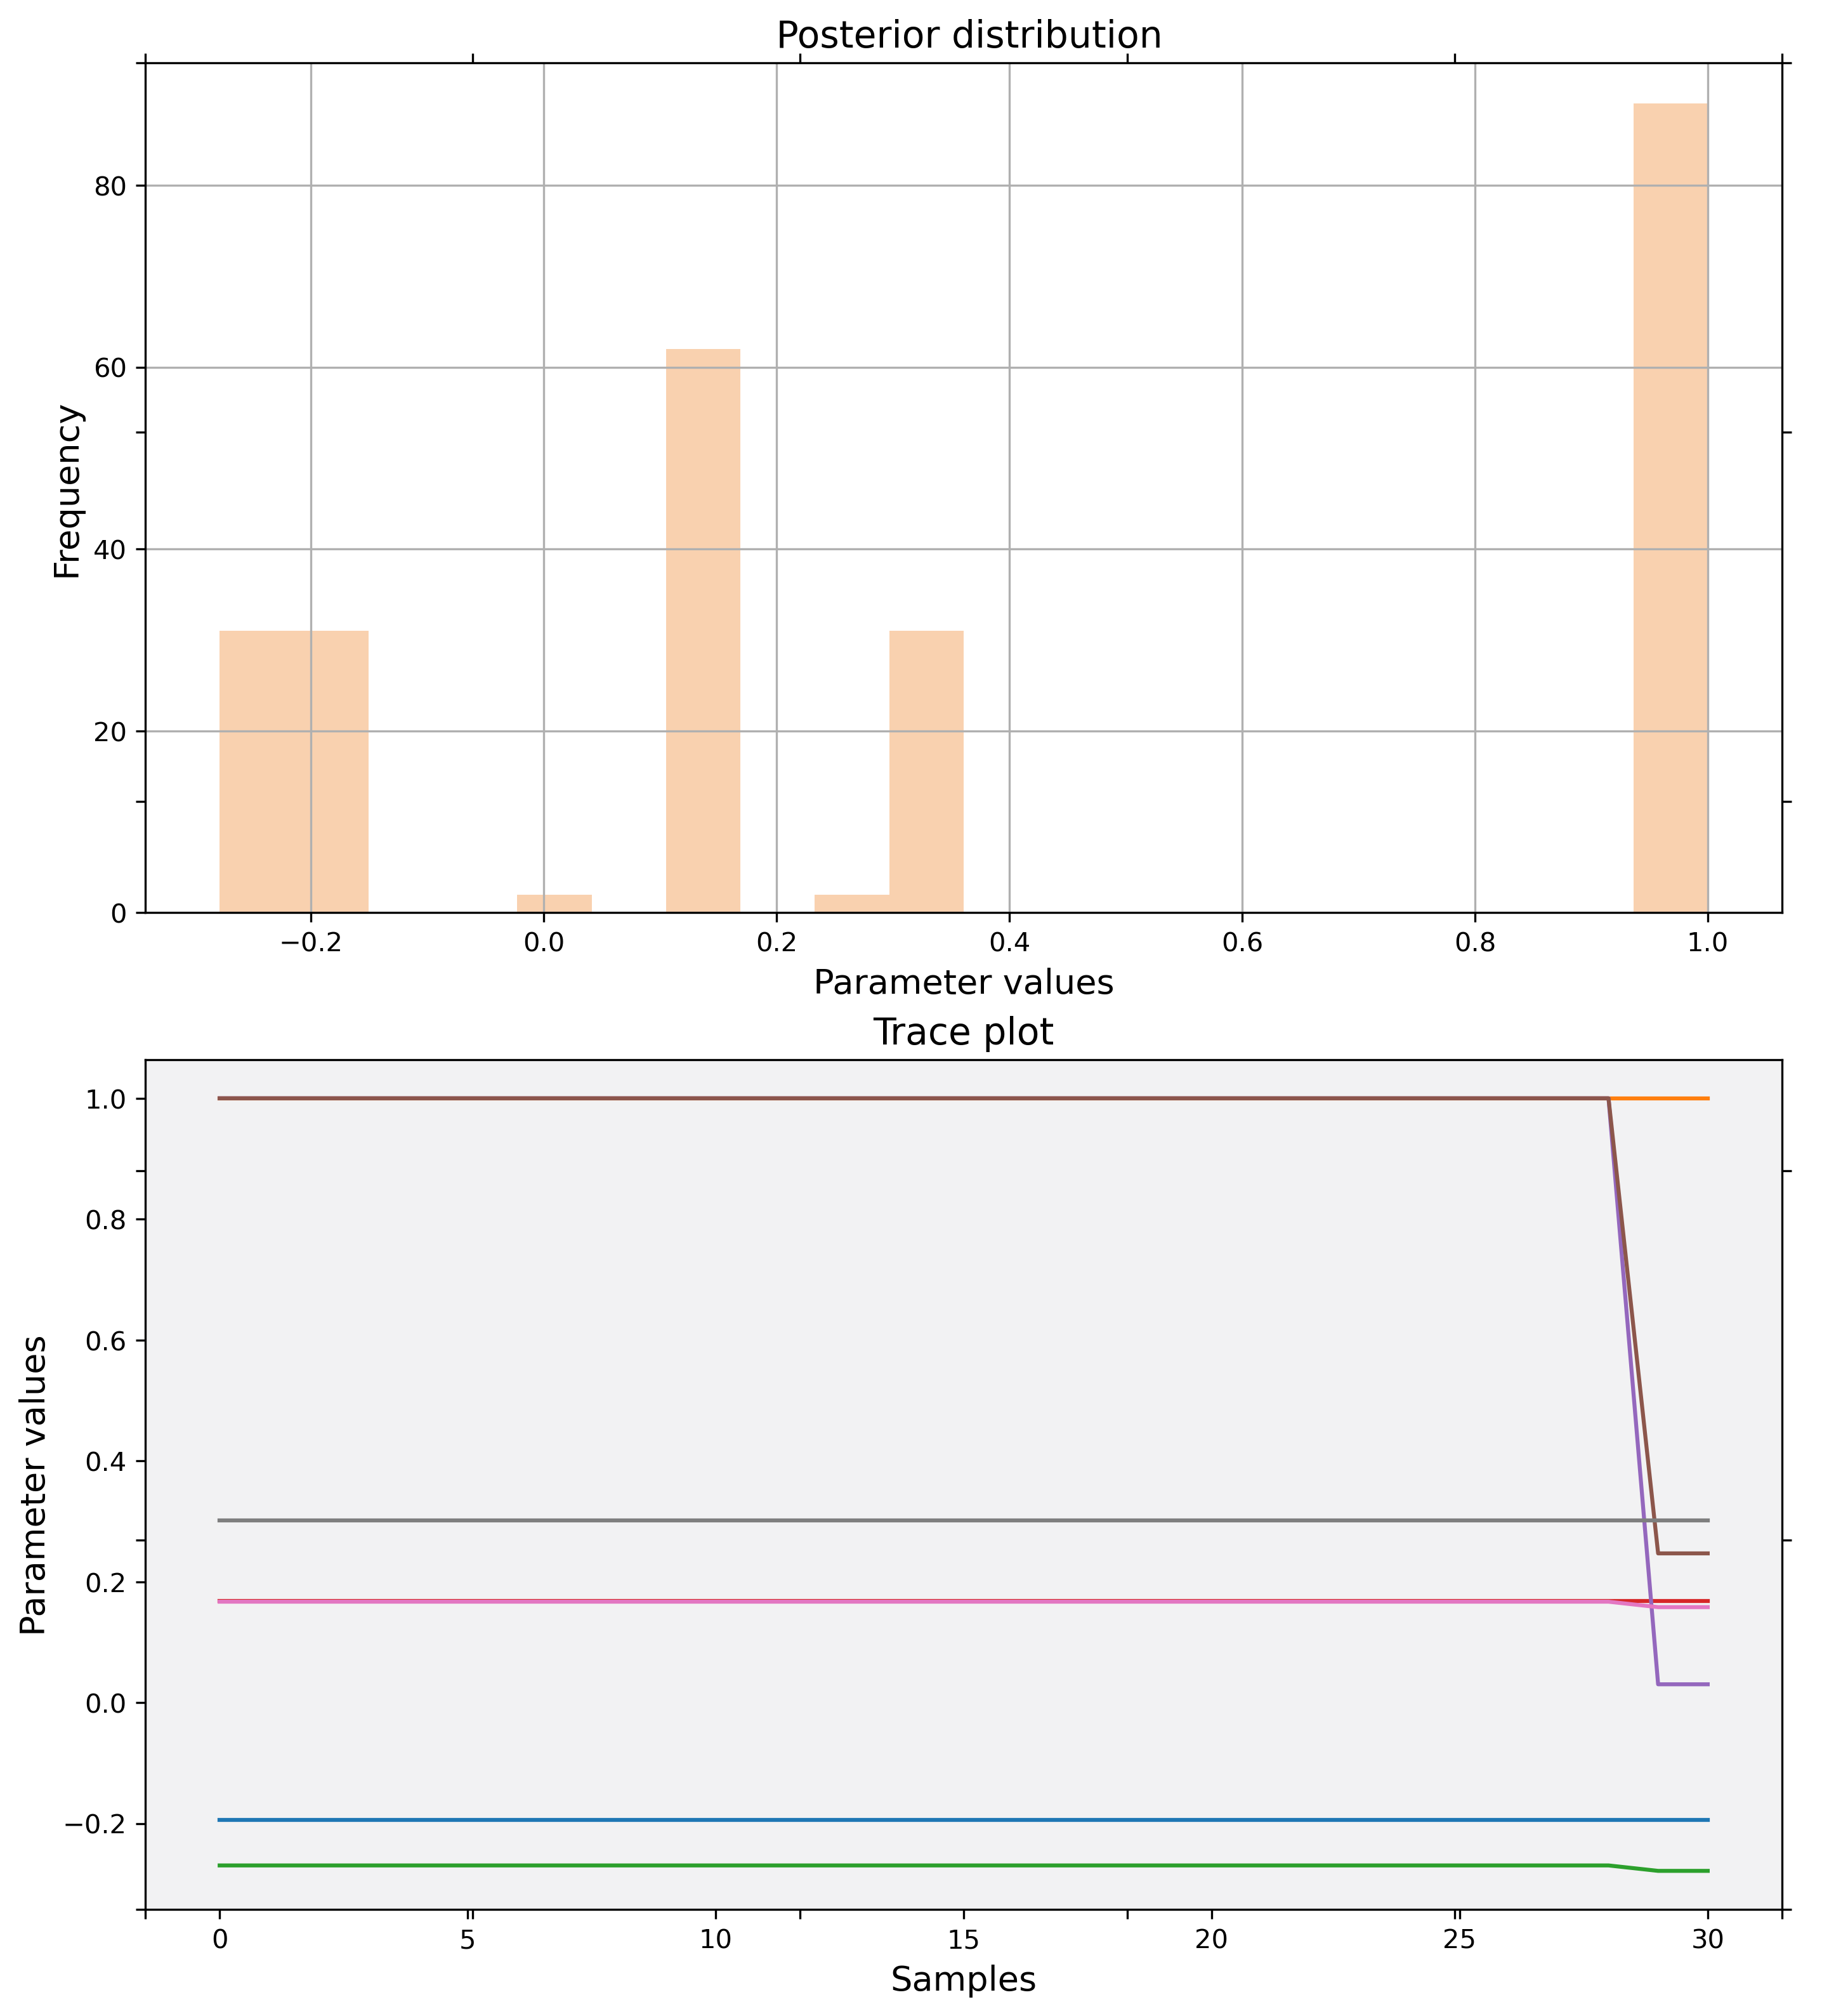 Posterior distribution
80
60
40
20
0
Frequency
−0.2 0.0 0.2 0.4 0.6 0.8 1.0
Parameter values
Trace plot
1.0
0.8
0.6
0.4
0.2
0.0
−0.2
Parameter values
0 5 10 15 20 25 30
Samples